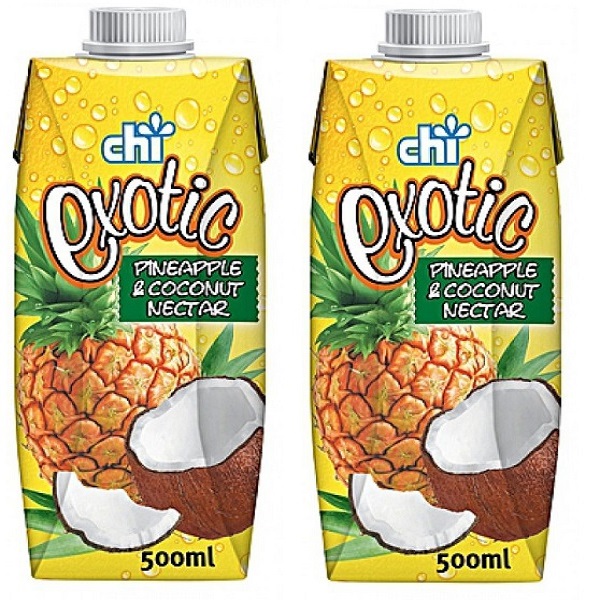 chi
exotic
PINEAPPLE
& COCONUT
NECTAR
500ml
chi
exotic
PINEAPPLE
& COCONUT
NECTAR
500ml